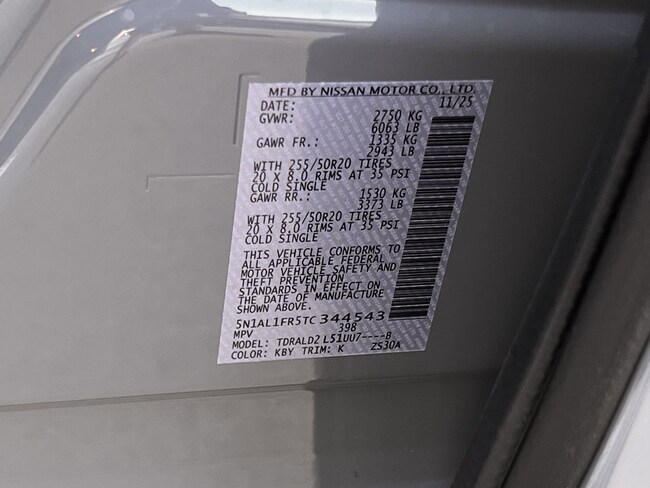 MFD BY NISSAN MOTOR CO., LTD.
DATE: 11/25
GVWR: 2750 KG
6063 LB
GAWR FR.: 1335 KG
2943 LB
WITH 255/50R20 TIRES
20 X 8.0 RIMS AT 35 PSI
COLD SINGLE
GAWR RR.: 1530 KG
3373 LB
WITH 255/50R20 TIRES
20 X 8.0 RIMS AT 35 PSI
COLD SINGLE
THIS VEHICLE CONFORMS TO
ALL APPLICABLE FEDERAL
MOTOR VEHICLE SAFETY AND
THEFT PREVENTION
STANDARDS IN EFFECT ON
THE DATE OF MANUFACTURE
SHOWN ABOVE.
5N1AL1FR5TC344543
MPV 398
MODEL: TDRALD2 L51UU7----B
COLOR: KBY TRIM: K ZS30A